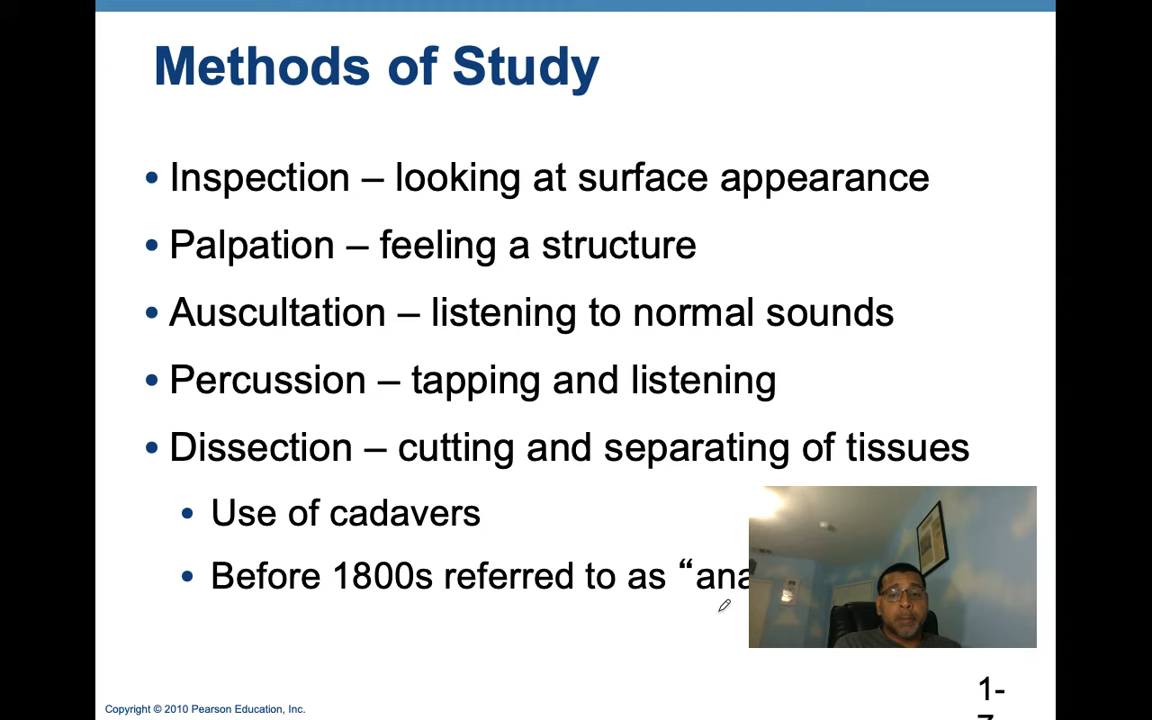 Methods of Study
• Inspection – looking at surface appearance
• Palpation – feeling a structure
• Auscultation – listening to normal sounds
• Percussion – tapping and listening
• Dissection – cutting and separating of tissues
• Use of cadavers
• Before 1800s referred to as “
Copyright © 2010 Pearson Education, Inc.
1-